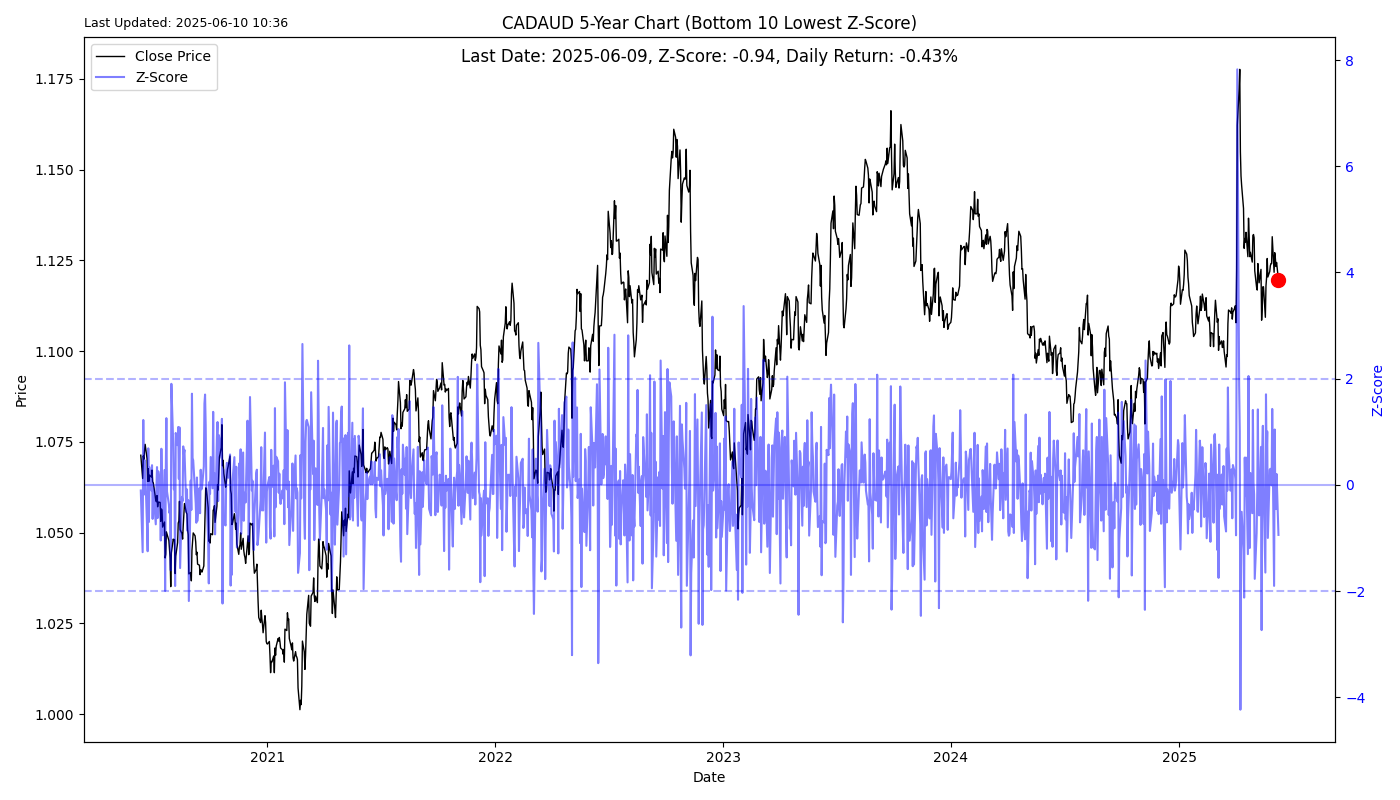 Last Updated: 2025-06-10 10:36
CADAUD 5-Year Chart (Bottom 10 Lowest Z-Score)
Last Date: 2025-06-09, Z-Score: -0.94, Daily Return: -0.43%
Close Price
Z-Score
1.175
1.150
1.125
1.100
1.075
1.050
1.025
1.000
Price
8
6
4
2
0
−2
−4
Z-Score
2021
2022
2023
2024
2025
Date